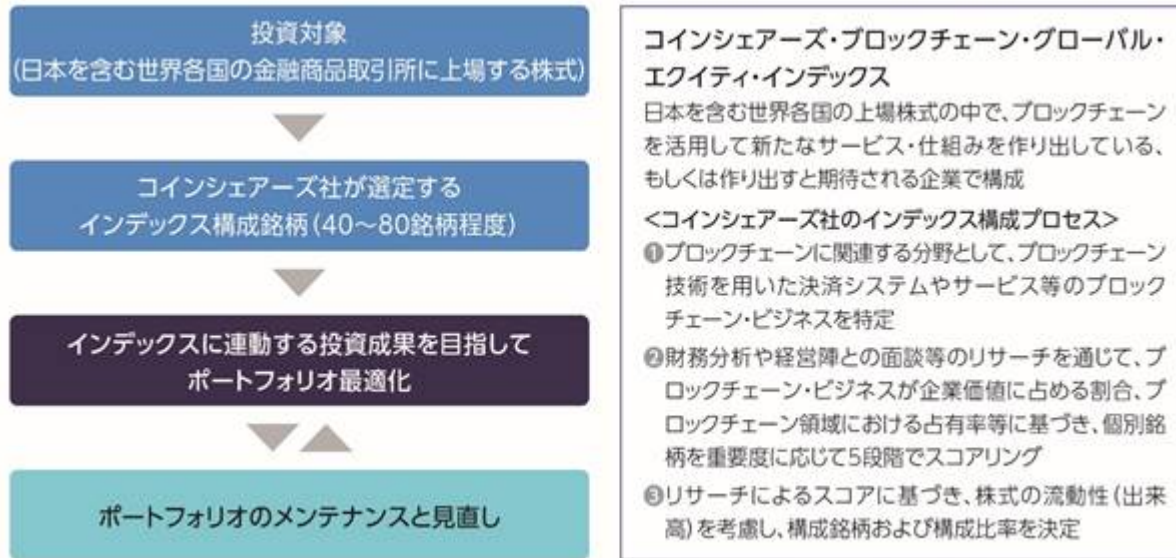 投資対象
(日本を含む世界各国の金融商品取引所に上場する株式)
コインシェアーズ社が選定する
インデックス構成銘柄(40～80銘柄程度)
インデックスに連動する投資成果を目指して
ポートフォリオ最適化
ポートフォリオのメンテナンスと見直し
コインシェアーズ・ブロックチェーン・グローバル・
エクイティ・インデックス
日本を含む世界各国の上場株式の中で、ブロックチェーン
を活用して新たなサービス・仕組みを作り出している、
もしくは作り出すと期待される企業で構成
<コインシェアーズ社のインデックス構成プロセス>
❶ブロックチェーンに関連する分野として、ブロックチェーン
技術を用いた決済システムやサービス等のブロック
チェーン・ビジネスを特定
❷財務分析や経営陣との面談等のリサーチを通じて、ブ
ロックチェーン・ビジネスが企業価値に占める割合、ブ
ロックチェーン領域における占有率等に基づき、個別銘
柄を重要度に応じて5段階でスコアリング
❸リサーチによるスコアに基づき、株式の流動性(出来
高)を考慮し、構成銘柄および構成比率を決定